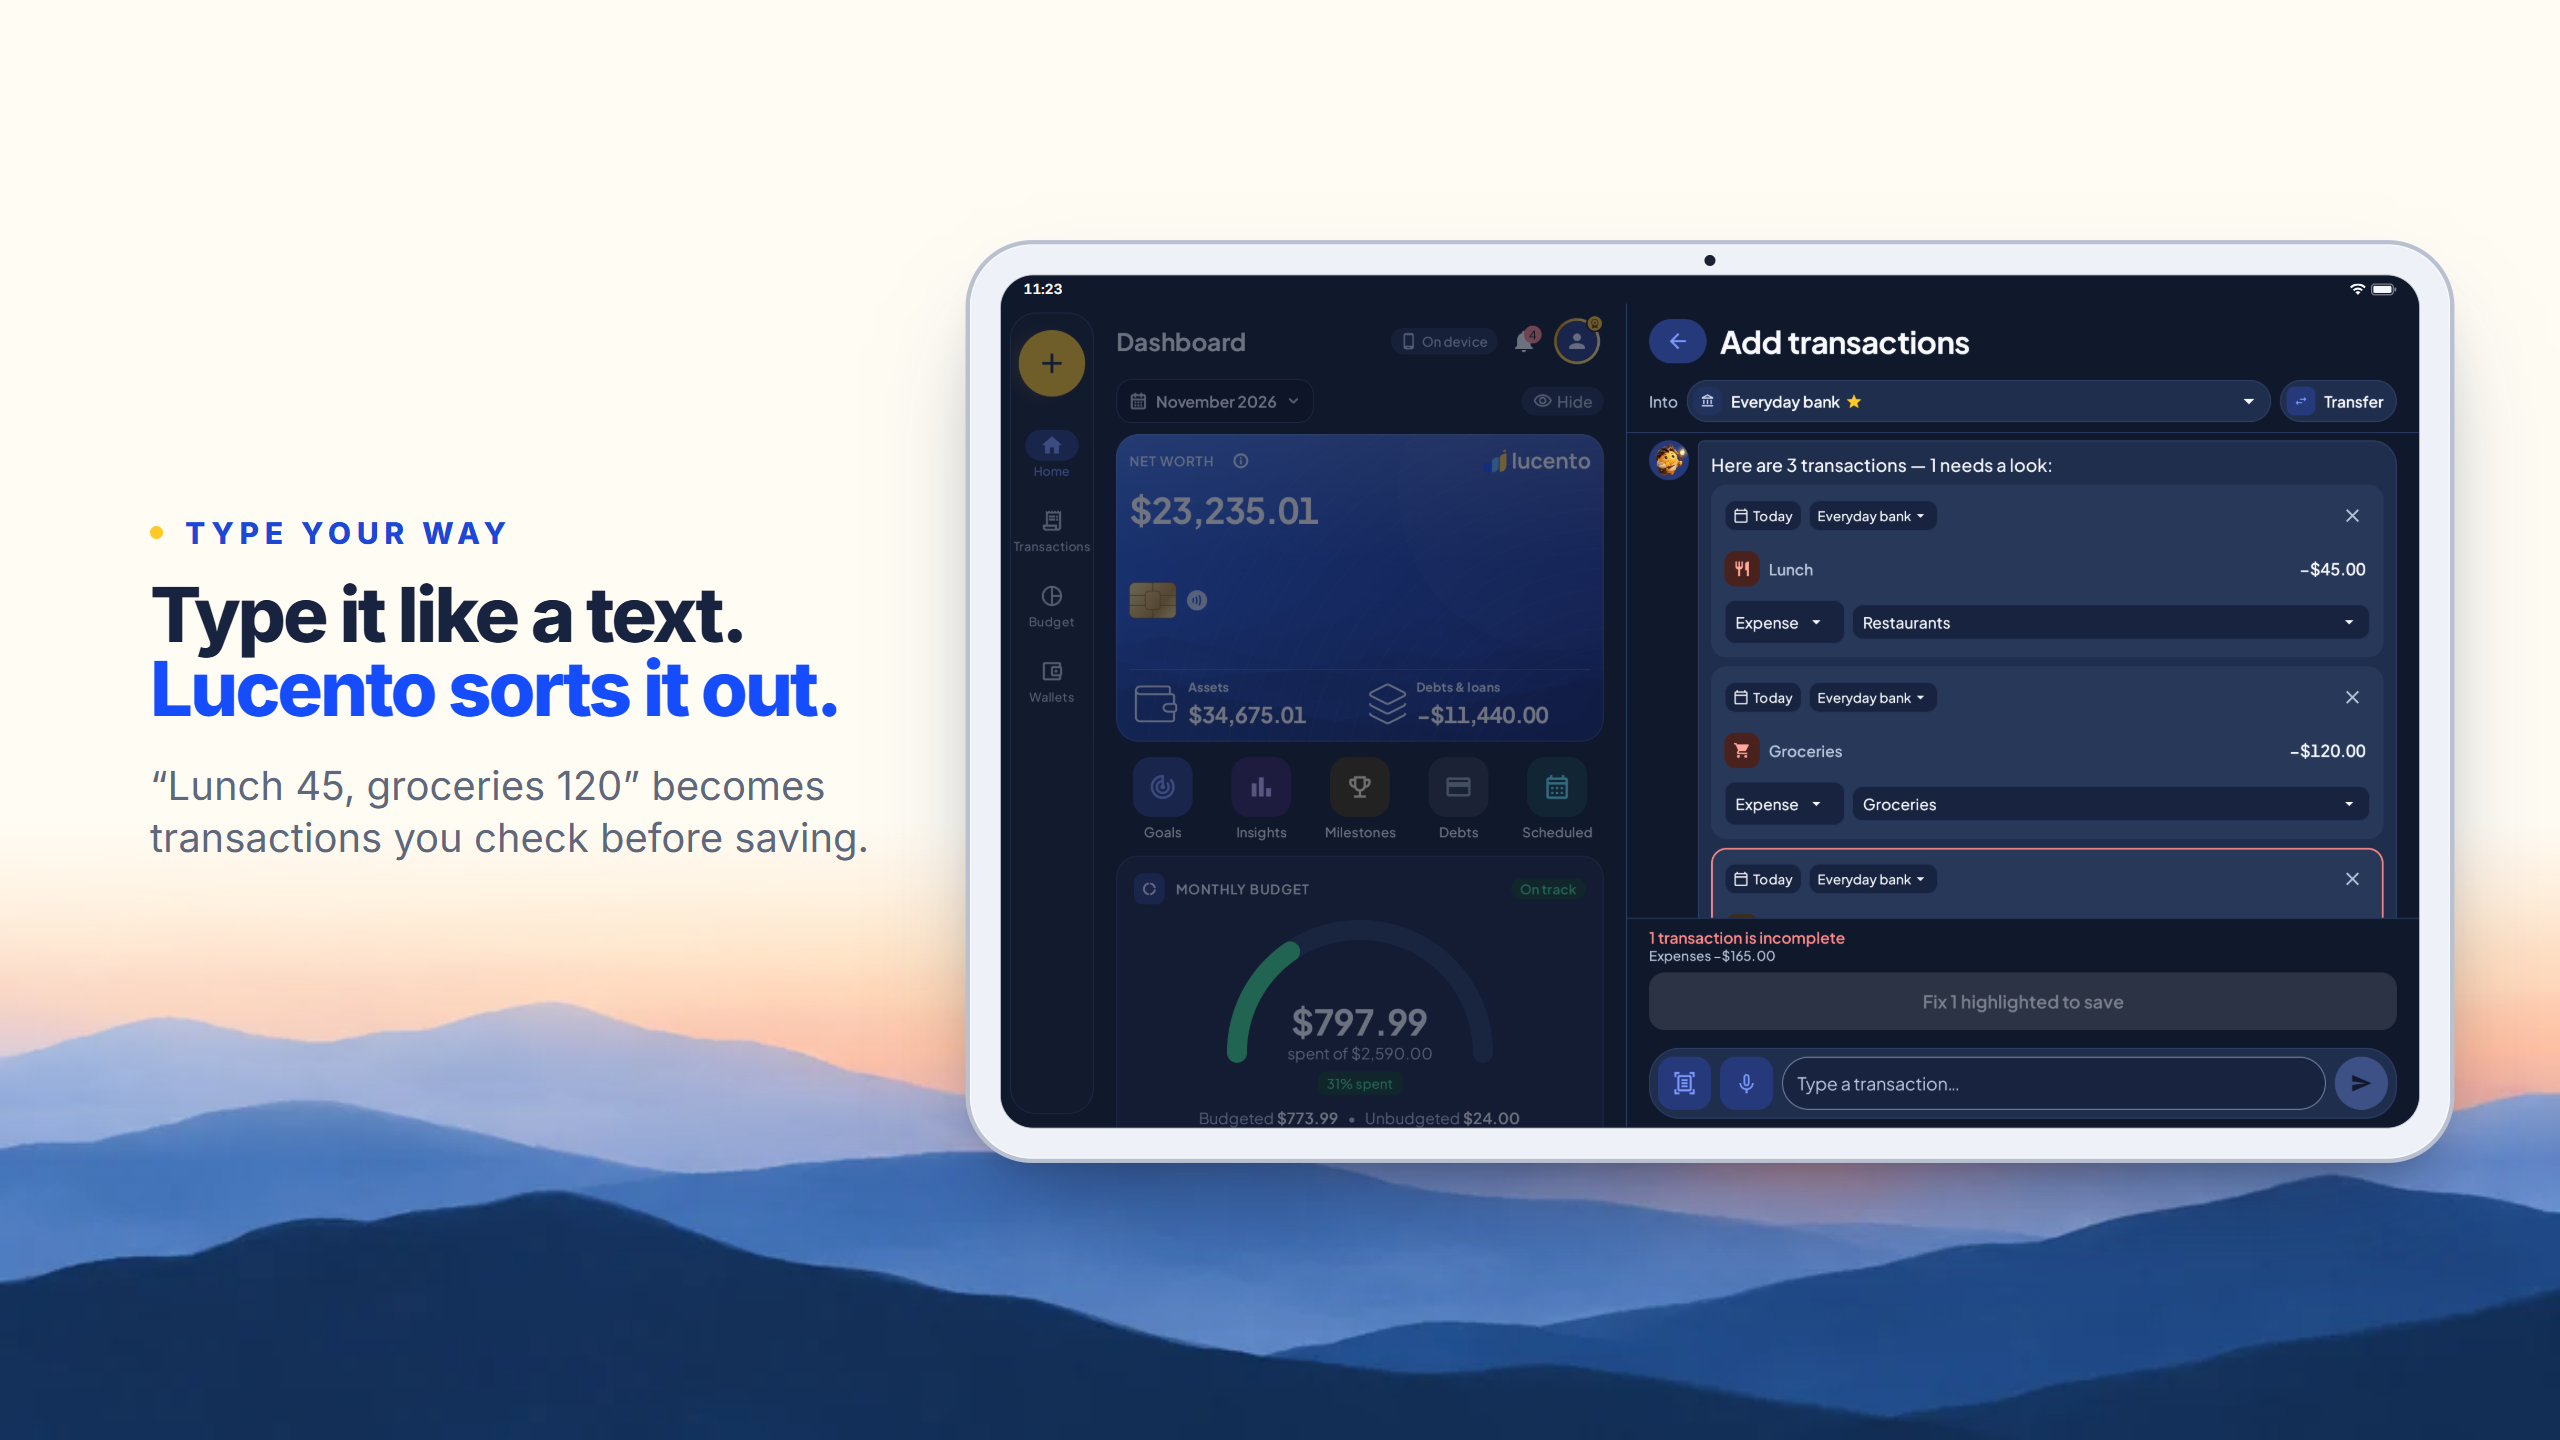 TYPE YOUR WAY
Type it like a text.
Lucento sorts it out.
“Lunch 45, groceries 120” becomes
transactions you check before saving.
11:23
Home
Transactions
Budget
Wallets
Dashboard
On device
4
November 2026
Hide
NET WORTH
lucento
$23,235.01
Assets
$34,675.01
Debts & loans
-$11,440.00
Goals
Insights
Milestones
Debts
Scheduled
MONTHLY BUDGET
On track
$797.99
spent of $2,590.00
31% spent
Budgeted $773.99 • Unbudgeted $24.00
Add transactions
Into
Everyday bank
Transfer
Here are 3 transactions — 1 needs a look:
Today
Everyday bank
Lunch
-$45.00
Expense
Restaurants
Today
Everyday bank
Groceries
-$120.00
Expense
Groceries
Today
Everyday bank
1 transaction is incomplete
Expenses -$165.00
Fix 1 highlighted to save
Type a transaction...